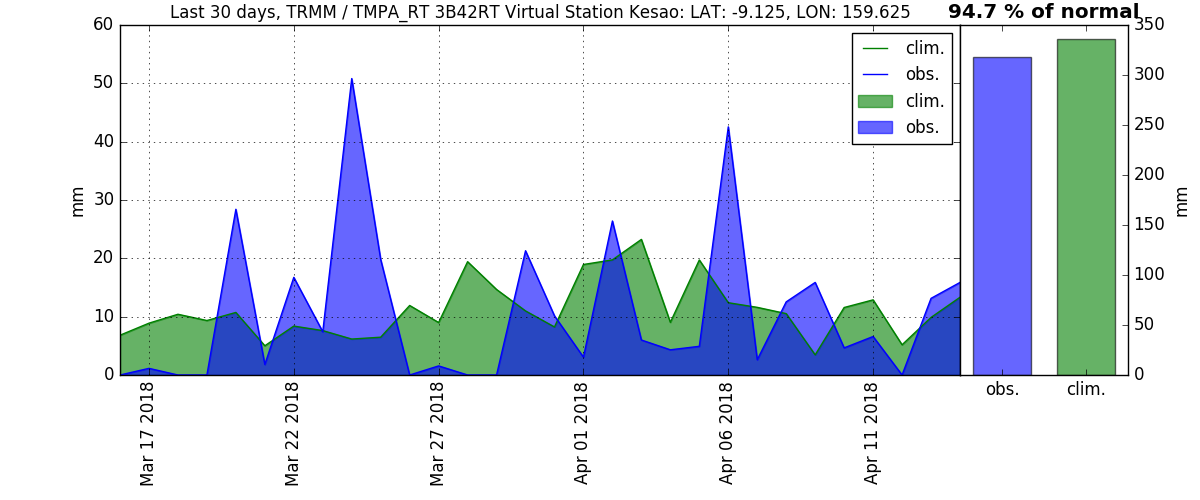 Last 30 days, TRMM / TMPA_RT 3B42RT Virtual Station Kesao: LAT: -9.125, LON: 159.625
94.7 % of normal
60
50
40
30
20
10
0
mm
clim.
obs.
clim.
obs.
350
300
250
200
150
100
50
0
mm
Mar 17 2018
Mar 22 2018
Mar 27 2018
Apr 01 2018
Apr 06 2018
Apr 11 2018
obs.
clim.